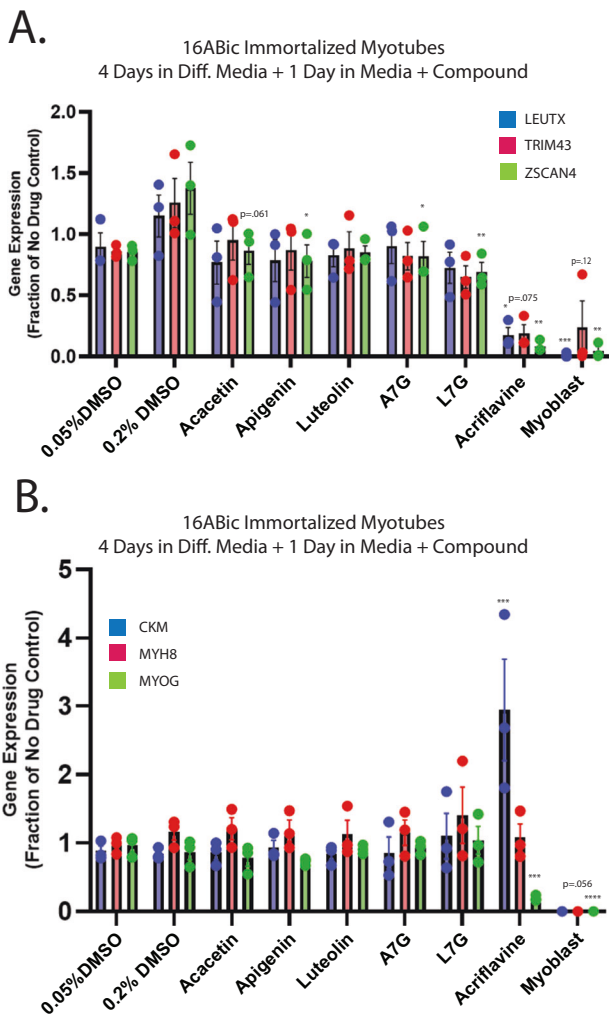 A.
16ABic Immortalized Myotubes
4 Days in Diff. Media + 1 Day in Media + Compound
Gene Expression
(Fraction of No Drug Control)
2.0
1.5
1.0
0.5
0.0
LEUTX
TRIM43
ZSCAN4
p=.061
*
*
**
*
p=.075
**
***
p=.12
**
0.05%DMSO
0.2% DMSO
Acacetin
Apigenin
Luteolin
A7G
L7G
Acriflavine
Myoblast
B.
16ABic Immortalized Myotubes
4 Days in Diff. Media + 1 Day in Media + Compound
Gene Expression
(Fraction of No Drug Control)
5
4
3
2
1
0
CKM
MYH8
MYOG
***
***
p=.056
****
0.05%DMSO
0.2% DMSO
Acacetin
Apigenin
Luteolin
A7G
L7G
Acriflavine
Myoblast